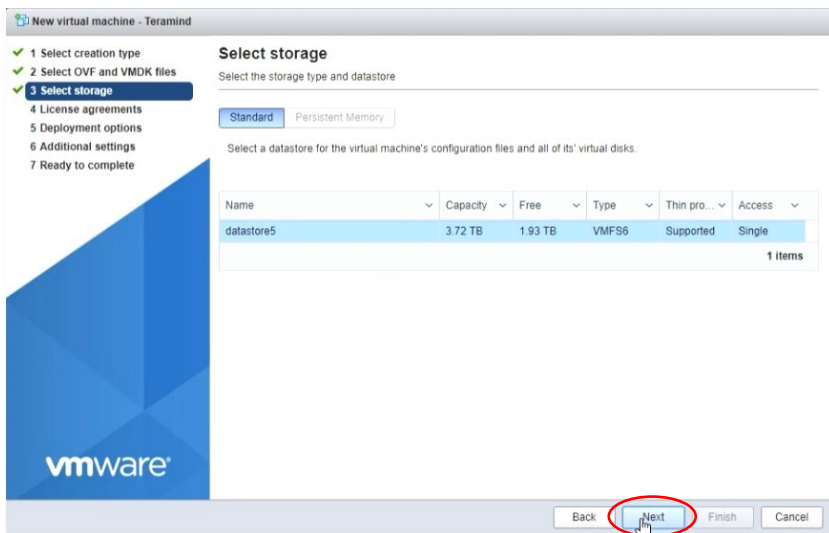 New virtual machine - Teramind
1 Select creation type
2 Select OVF and VMDK files
3 Select storage
4 License agreements
5 Deployment options
6 Additional settings
7 Ready to complete
Select storage
Select the storage type and datastore
Standard Persistent Memory
Select a datastore for the virtual machine's configuration files and all of its' virtual disks.
Name Capacity Free Type Thin pro... Access
datastore5 3.72 TB 1.93 TB VMFS6 Supported Single
1 items
vmware®
Back Next Finish Cancel